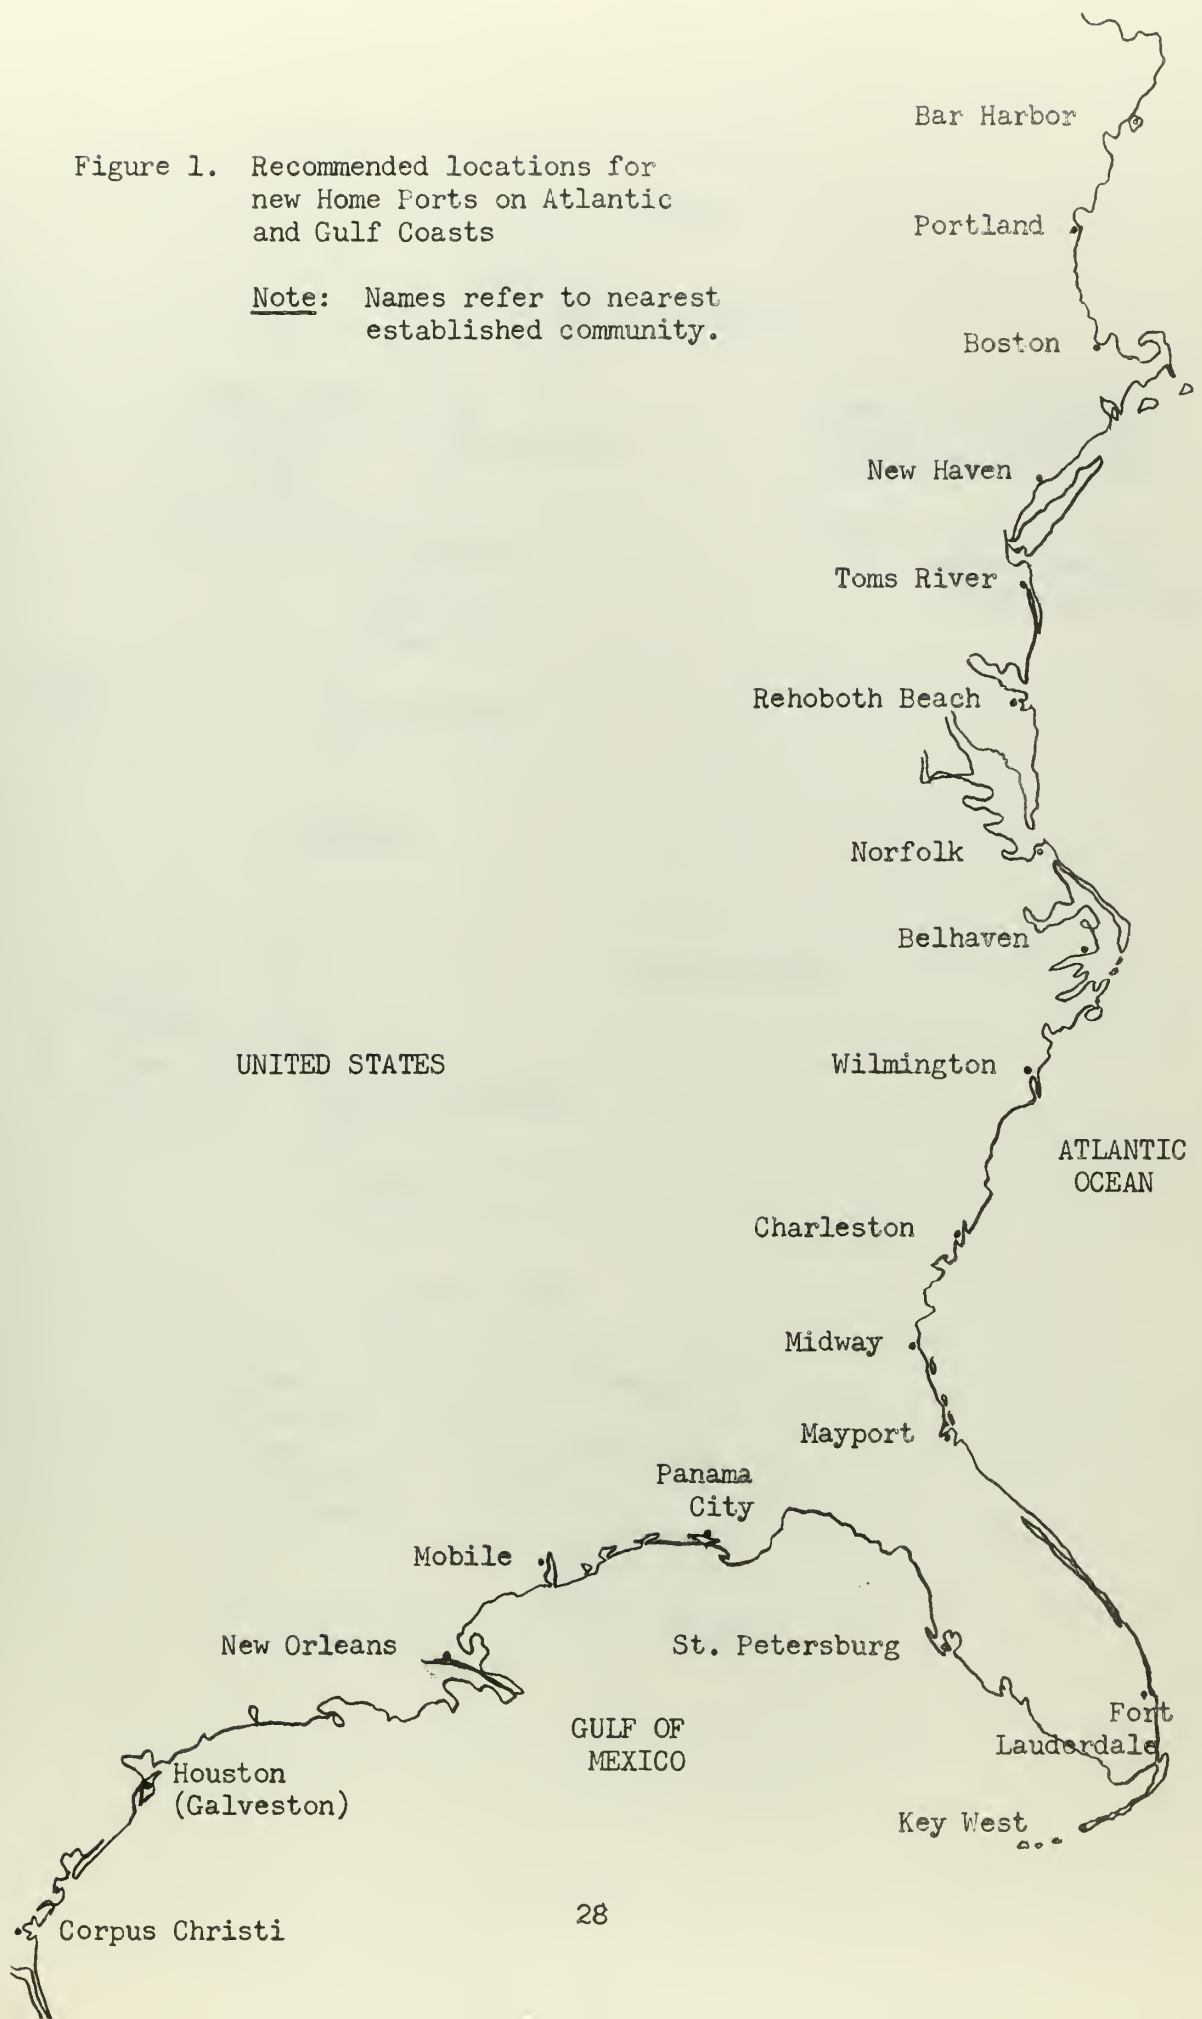 Figure 1. Recommended locations for
new Home Ports on Atlantic
and Gulf Coasts
Note: Names refer to nearest
established community.
Bar Harbor
Portland
Boston
New Haven
Toms River
Rehoboth Beach
Norfolk
Belhaven
UNITED STATES
Wilmington
ATLANTIC
OCEAN
Charleston
Midway
Mayport
Panama
City
Mobile
New Orleans
St. Petersburg
Fort
Lauderdale
GULF OF
MEXICO
Houston
(Galveston)
Key West
Corpus Christi
28